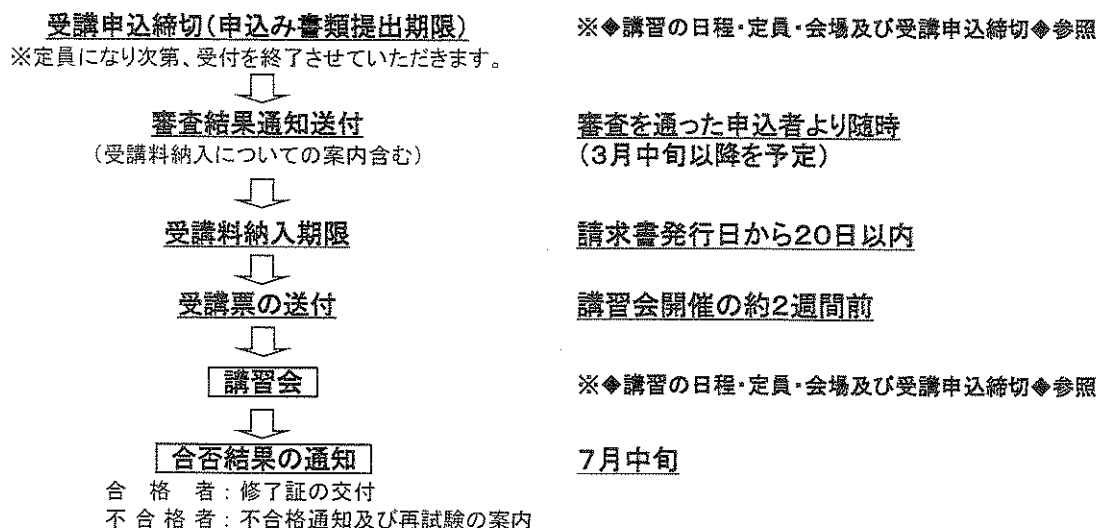 受講申込締切(申込み書類提出期限)
※◆講習の日程・定員・会場及び受講申込締切◆参照
※定員になり次第、受付を終了させていただきます。
審査結果通知送付
審査を通った申込者より随時
(受講料納入についての案内含む)
(3月中旬以降を予定)
受講料納入期限
請求書発行日から20日以内
受講票の送付
講習会開催の約2週間前
講習会
※◆講習の日程・定員・会場及び受講申込締切◆参照
合否結果の通知
7月中旬
合格者:修了証の交付
不合格者:不合格通知及び再試験の案内